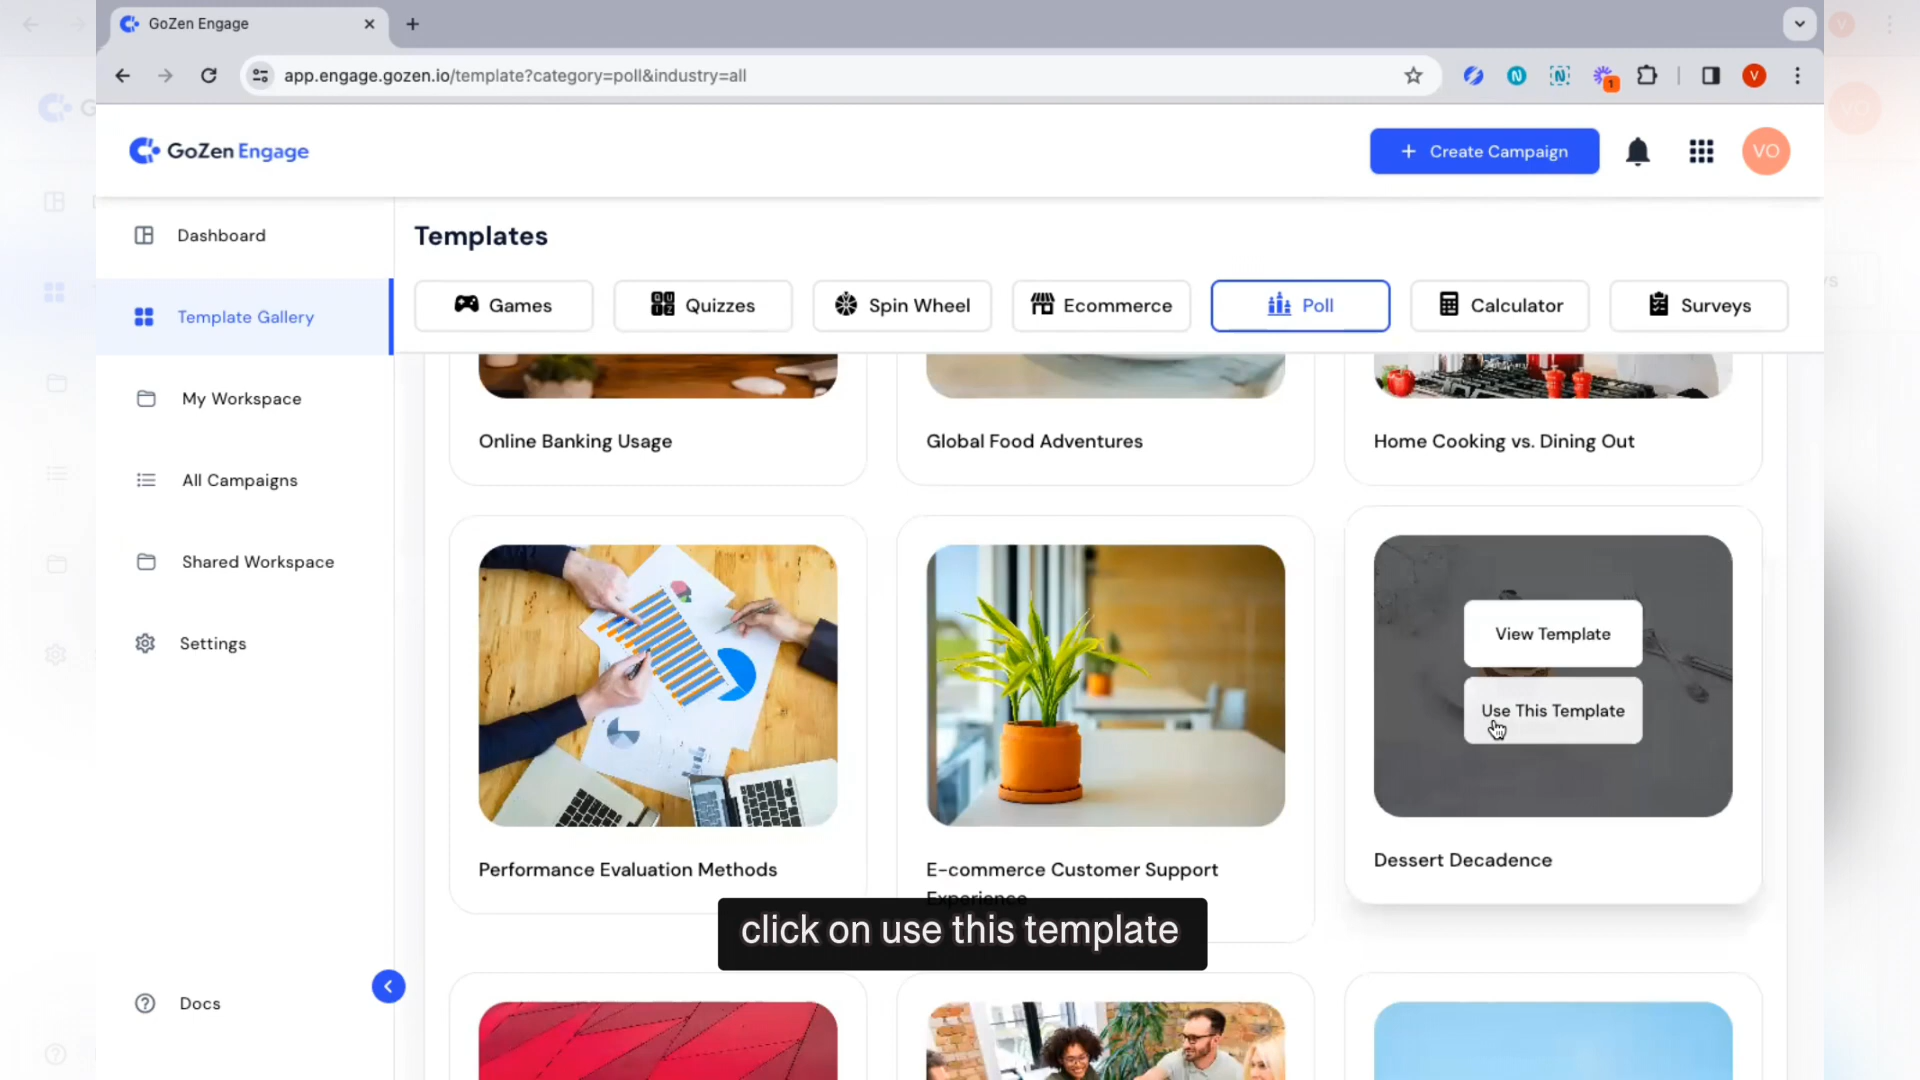 GoZen Engage
app.engage.gozen.io/template?category=poll&industry=all
1
V
GoZen Engage
+ Create Campaign
VO
Dashboard
Template Gallery
My Workspace
All Campaigns
Shared Workspace
Settings
Docs
Templates
Games
Quizzes
Spin Wheel
Ecommerce
Poll
Calculator
Surveys
Online Banking Usage
Global Food Adventures
Home Cooking vs. Dining Out
View Template
Use This Template
Performance Evaluation Methods
E-commerce Customer Support
Experience
Dessert Decadence
click on use this template